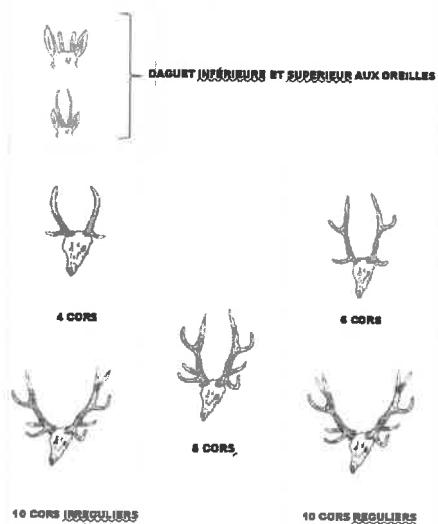 DAGUET INFÉRIEURE ET SUPERIEUR AUX OREILLES
4 CORS
6 CORS
8 CORS,
10 CORS IRREGULIERS
10 CORS REGULIERS